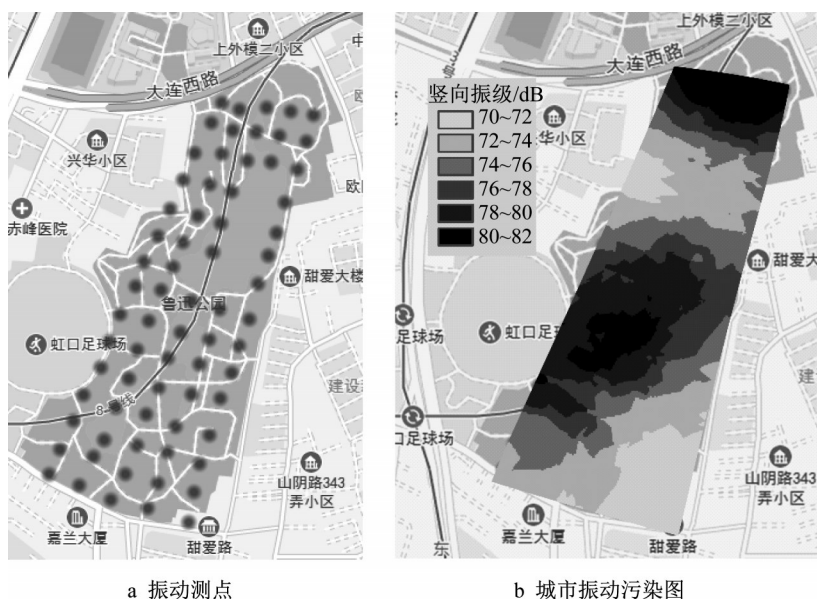 上外模二小区
中
大连西路
兴华小区
欧
赤峰医院
甜爱大楼
鲁迅公园
虹口足球场
建设
8号线
山阴路343
弄小区
嘉兰大厦
甜爱路
a 振动测点
上外模二小区
大连西路
竖向振级/dB
70~72
72~74
74~76
76~78
78~80
80~82
华小区
欧
甜爱大
虹口足球
足球场
建
口足球场
山阴路343
弄小区
嘉兰大厦
东
甜爱路
b 城市振动污染图